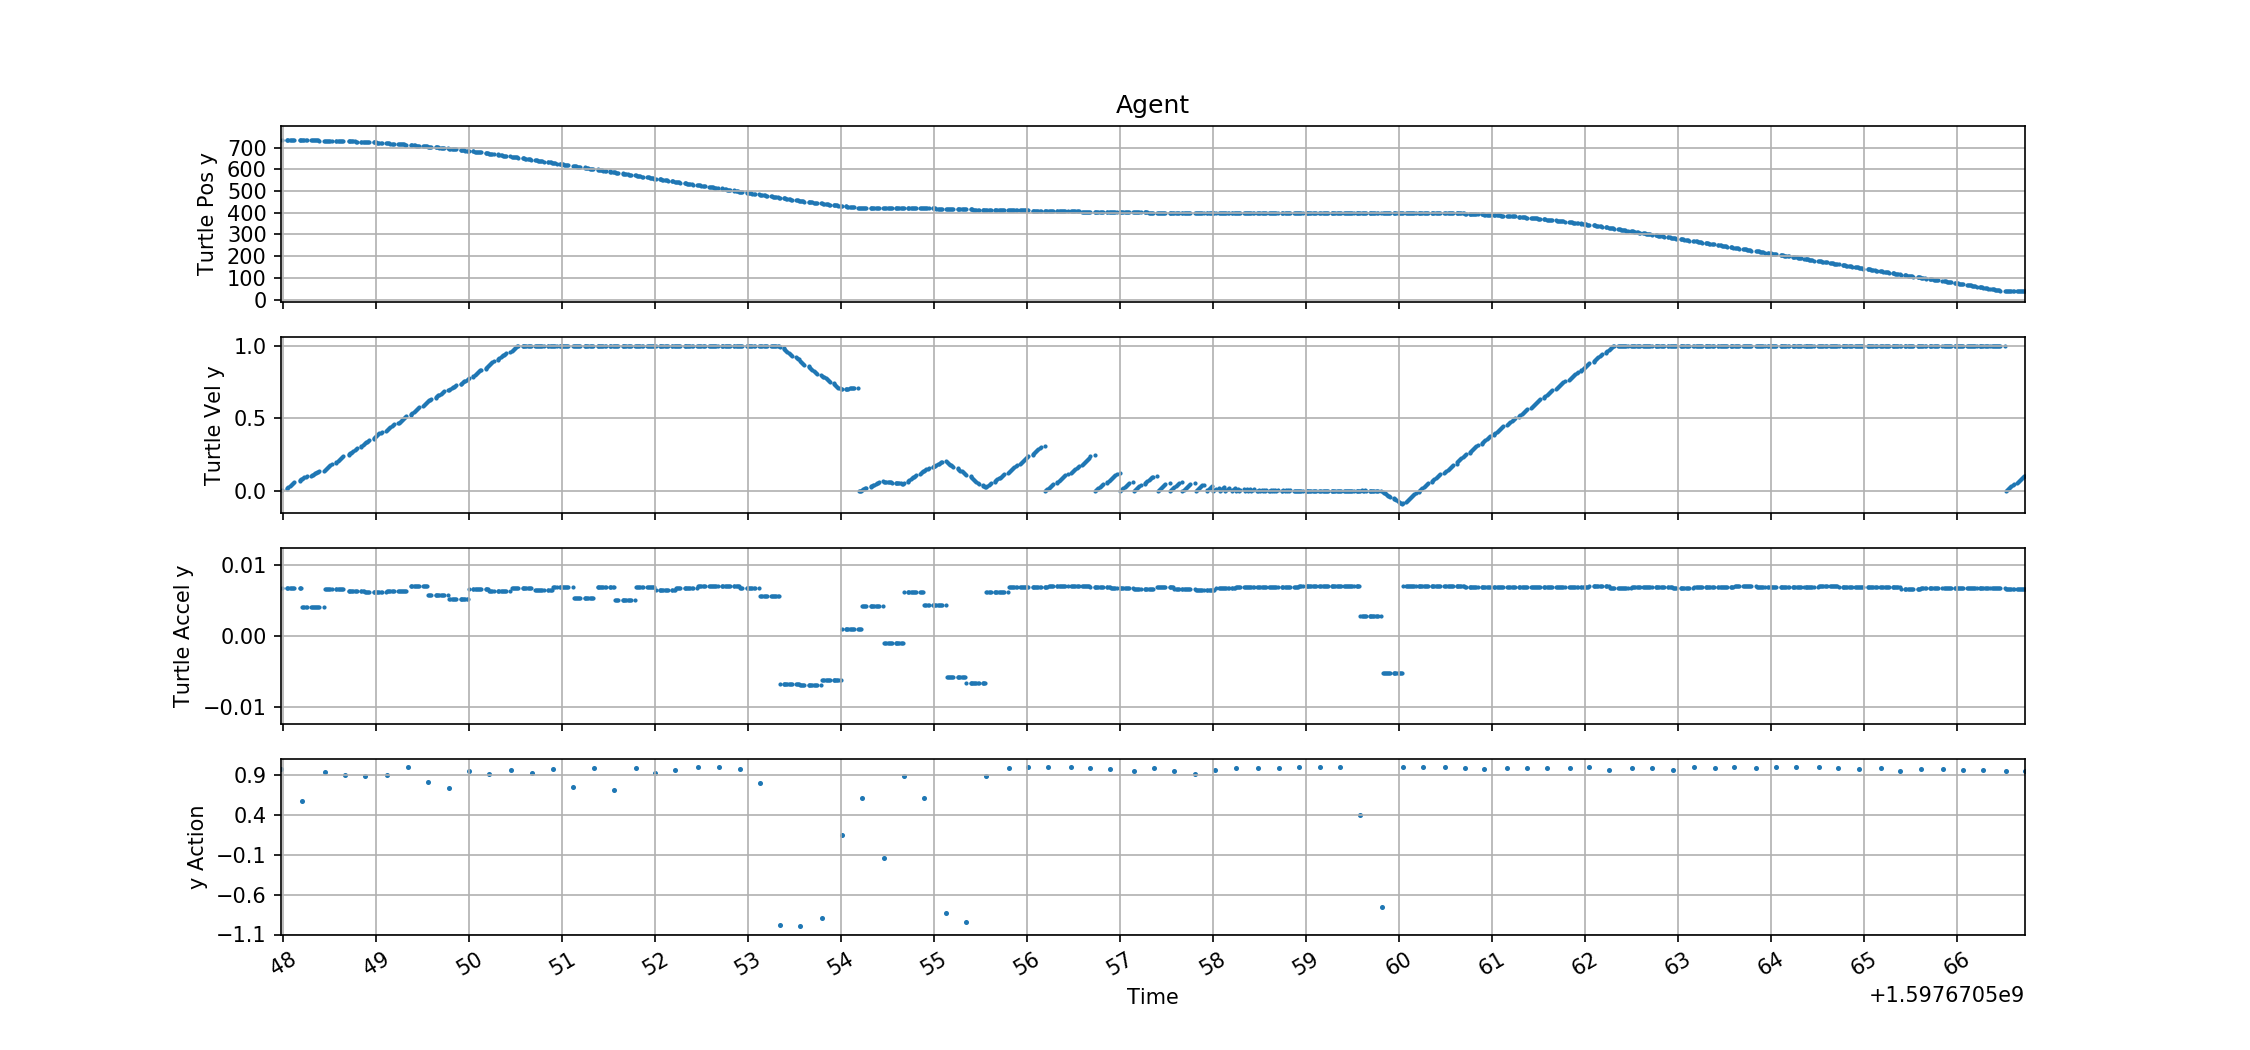 Agent
Turtle Pos y
700
600
500
400
300
200
100
0
Turtle Vel y
1.0
0.5
0.0
Turtle Accel y
0.01
0.00
−0.01
y Action
0.9
0.4
−0.1
−0.6
−1.1
48 49 50 51 52 53 54 55 56 57 58 59 60 61 62 63 64 65 66
Time
+1.5976705e9